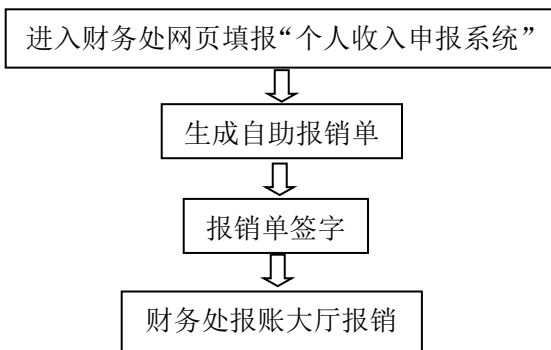 进入财务处网页填报“个人收入申报系统”
生成自助报销单
报销单签字
财务处报账大厅报销